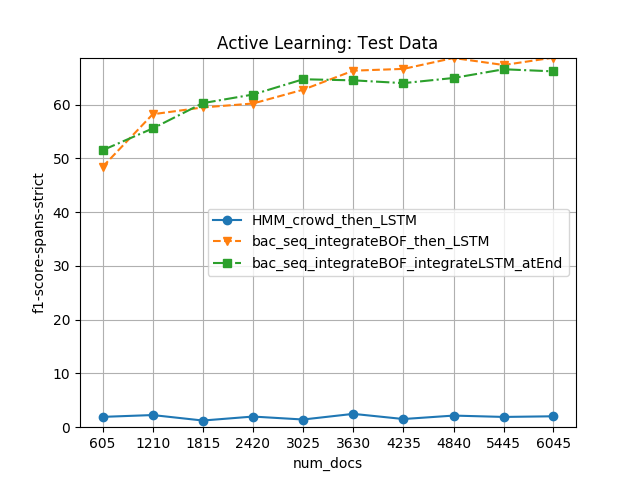 Active Learning: Test Data
f1-score-spans-strict
60
50
40
30
20
10
0
HMM_crowd_then_LSTM
bac_seq_integrateBOF_then_LSTM
bac_seq_integrateBOF_integrateLSTM_atEnd
605 1210 1815 2420 3025 3630 4235 4840 5445 6045
num_docs